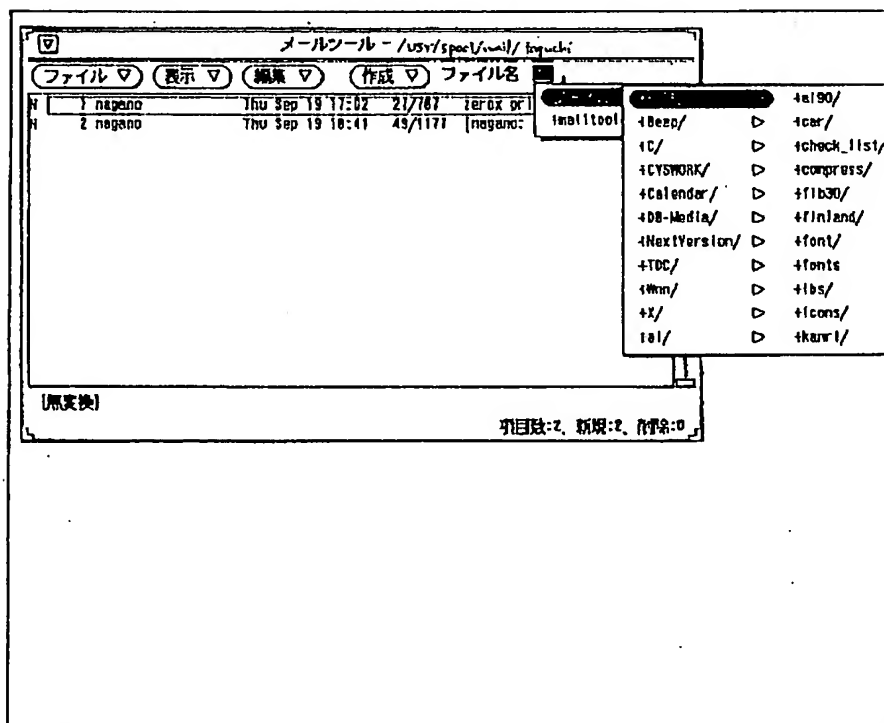 メールツール - /usr/spool/mail/taguchi
ファイル ▽ 表示 ▽ 編集 ▽ 作成 ▽ ファイル名
N 1 nagano Thu Sep 19 17:02 21/767 zerox pri
N 2 nagano Thu Sep 19 18:41 49/1177 [nagano:
+mailtool
+Beep/ ▷
+C/ ▷
+CYSWORK/ ▷
+Calendar/ ▷
+DB-Media/ ▷
+NextVersion/ ▷
+TDC/ ▷
+Wnn/ ▷
+X/ ▷
+al/ ▷
+al90/
+car/
+check_list/
+compress/
+fib30/
+finland/
+font/
+fonts
+ibs/
+icons/
+kanri/
[無変換]
項目数:2、新規:2、削除:0